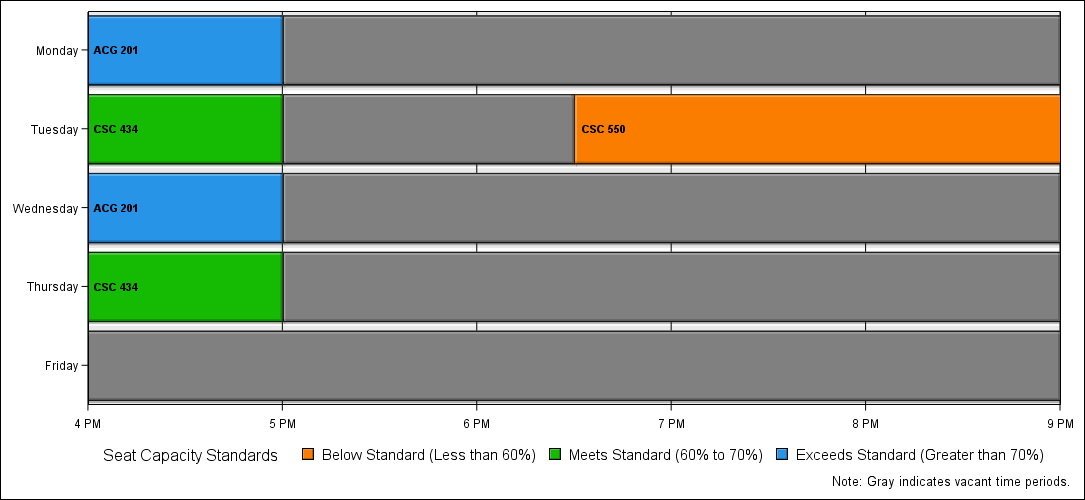 Monday
ACG 201
Tuesday
CSC 434
CSC 550
Wednesday
ACG 201
Thursday
CSC 434
Friday
4 PM 5 PM 6 PM 7 PM 8 PM 9 PM
Seat Capacity Standards Below Standard (Less than 60%) Meets Standard (60% to 70%) Exceeds Standard (Greater than 70%)
Note: Gray indicates vacant time periods.